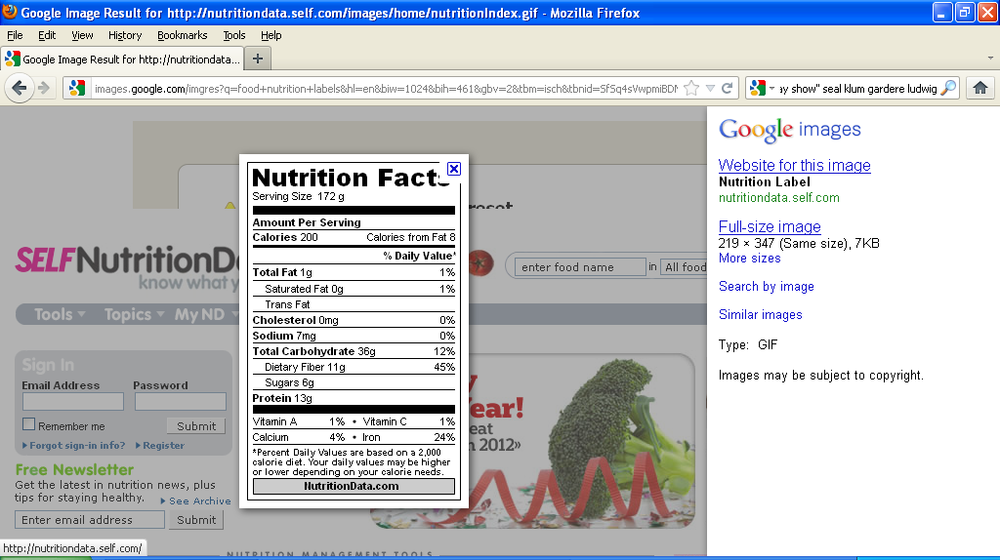 Google Image Result for http://nutritiondata.self.com/images/home/nutritionIndex.gif - Mozilla Firefox
File Edit View History Bookmarks Tools Help
Google Image Result for http://nutritiondata...
images.google.com/imgres?q=food+nutrition+labels&hl=en&biw=1024&bih=461&gbv=2&tbm=isch&tbnid=SfSq4sVwpmiBDM
ay show" seal klum gardere ludwig
Nutrition Facts
Serving Size 172 g
Amount Per Serving
Calories 200 Calories from Fat 8
% Daily Value*
Total Fat 1g 1%
Saturated Fat 0g 1%
Trans Fat
Cholesterol 0mg 0%
Sodium 7mg 0%
Total Carbohydrate 36g 12%
Dietary Fiber 11g 45%
Sugars 6g
Protein 13g
Vitamin A 1% • Vitamin C 1%
Calcium 4% • Iron 24%
*Percent Daily Values are based on a 2,000
calorie diet. Your daily values may be higher
or lower depending on your calorie needs.
NutritionData.com
SELFNutritionDa
know what y
enter food name in All food
Tools Topics My ND
Sign In
Email Address Password
Remember me Submit
Forgot sign-in info? Register
Free Newsletter
Get the latest in nutrition news, plus
tips for staying healthy. See Archive
Enter email address Submit
Year!
eat
n 2012»
NUTRITION MANAGEMENT TOOLS
http://nutritiondata.self.com/
Google images
Website for this image
Nutrition Label
nutritiondata.self.com
Full-size image
219 × 347 (Same size), 7KB
More sizes
Search by image
Similar images
Type: GIF
Images may be subject to copyright.